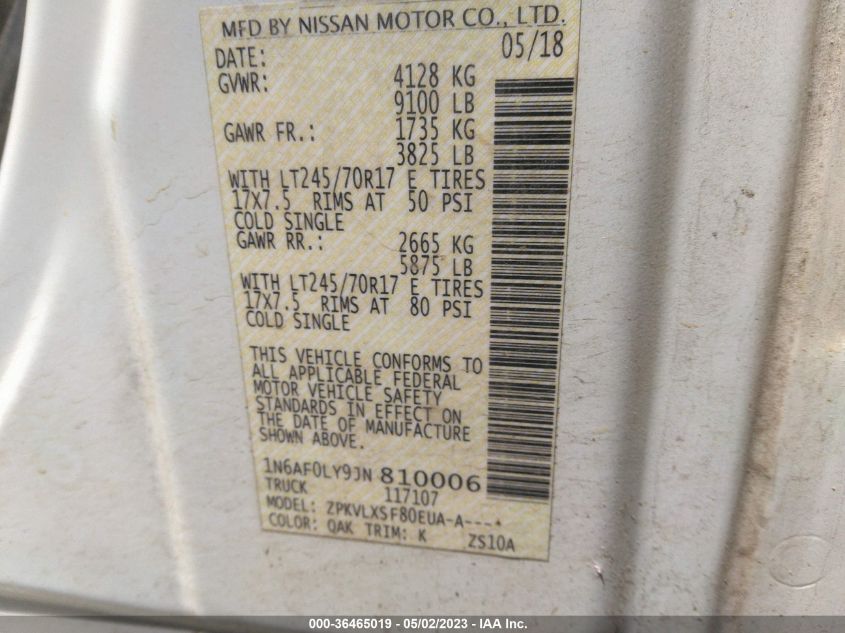 MFD BY NISSAN MOTOR CO., LTD.
DATE: 05/18
GVWR: 4128 KG
9100 LB
GAWR FR.: 1735 KG
3825 LB
WITH LT245/70R17 E TIRES
17X7.5 RIMS AT 50 PSI
COLD SINGLE
GAWR RR.: 2665 KG
5875 LB
WITH LT245/70R17 E TIRES
17X7.5 RIMS AT 80 PSI
COLD SINGLE
THIS VEHICLE CONFORMS TO
ALL APPLICABLE FEDERAL
MOTOR VEHICLE SAFETY
STANDARDS IN EFFECT ON
THE DATE OF MANUFACTURE
SHOWN ABOVE.
1N6AF0LY9JN 810006
TRUCK 117107
MODEL: ZPKVLXSF80EUA-A---*
COLOR: QAK TRIM: K ZS10A
000-36465019 - 05/02/2023 - IAA Inc.